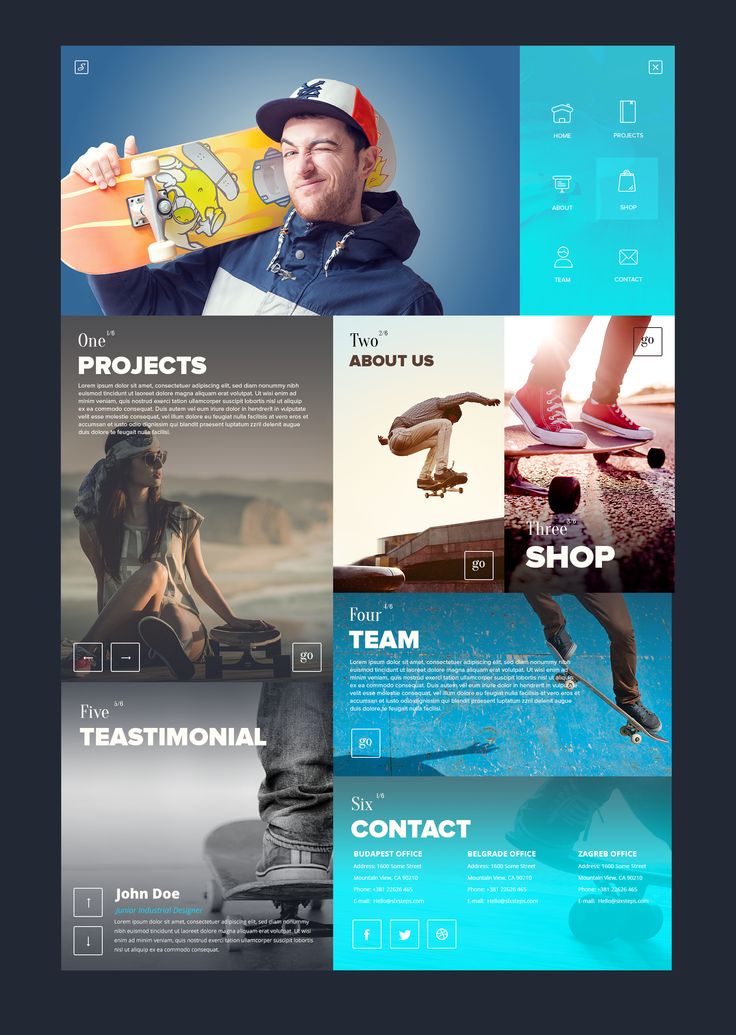 S
HOME
PROJECTS
ABOUT
SHOP
TEAM
CONTACT
One 1/6
PROJECTS
Lorem ipsum dolor sit amet, consectetuer adipiscing elit, sed diam nonummy nibh
euismod tincidunt ut laoreet dolore magna aliquam erat volutpat. Ut wisi enim ad
minim veniam, quis nostrud exerci tation ullamcorper suscipit lobortis nisl ut aliquip
ex ea commodo consequat. Duis autem vel eum iriure dolor in hendrerit in vulputate
velit esse molestie consequat, vel illum dolore eu feugiat nulla facilisis at vero eros et
accumsan et iusto odio dignissim qui blandit praesent luptatum zzril delenit augue
duis dolore te feugait nulla facilisi.
← → go
Two 2/6
ABOUT US
go
go
Three 3/6
SHOP
Four 4/6
TEAM
Lorem ipsum dolor sit amet, consectetuer adipiscing elit, sed diam nonummy nibh
euismod tincidunt ut laoreet dolore magna aliquam erat volutpat. Ut wisi enim ad
minim veniam, quis nostrud exerci tation ullamcorper suscipit lobortis nisl ut aliquip
ex ea commodo consequat. Duis autem vel eum iriure dolor in hendrerit in vulputate
velit esse molestie consequat, vel illum dolore eu feugiat nulla facilisis at vero eros et
accumsan et iusto odio dignissim qui blandit praesent luptatum zzril delenit augue
duis dolore te feugait nulla facilisi.
go
Five 5/6
TEASTIMONIAL
↑
↓
John Doe
Junior Industrial Designer
Lorem ipsum dolor sit amet, consectetuer adipiscing elit, sed diam nonummy nibh
euismod tincidunt ut laoreet dolore magna aliquam erat volutpat. Ut wisi
enim ad minim veniam, quis nostrud exerci tation ullamcorper suscipit lobortis
nisl ut aliquip ex ea commodo consequat.
Six 1/6
CONTACT
BUDAPEST OFFICE
Address: 1600 Some Street
Mountain View, CA 90210
Phone: +381 22626 465
E-mail: Hello@sixsteps.com
BELGRADE OFFICE
Address: 1600 Some Street
Mountain View, CA 90210
Phone: +381 22626 465
E-mail: Hello@sixsteps.com
ZAGREB OFFICE
Address: 1600 Some Street
Mountain View, CA 90210
Phone: +381 22626 465
E-mail: Hello@sixsteps.com